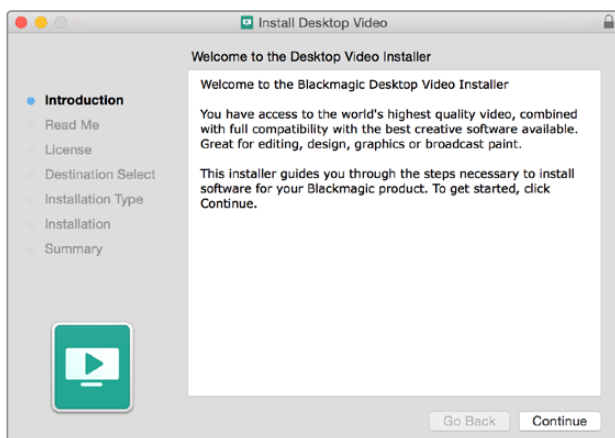 Install Desktop Video
Welcome to the Desktop Video Installer
Introduction
Read Me
License
Destination Select
Installation Type
Installation
Summary
Welcome to the Blackmagic Desktop Video Installer
You have access to the world's highest quality video, combined
with full compatibility with the best creative software available.
Great for editing, design, graphics or broadcast paint.
This installer guides you through the steps necessary to install
software for your Blackmagic product. To get started, click
Continue.
Go Back
Continue